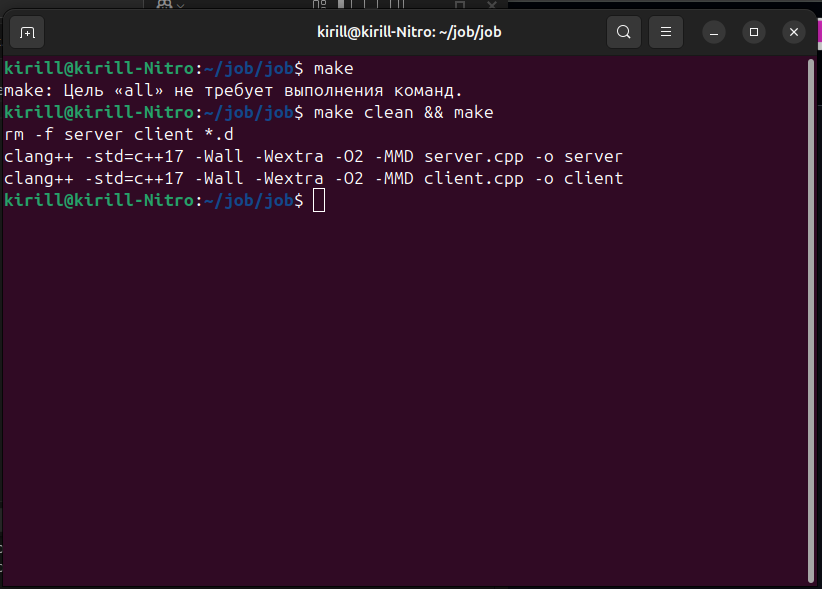 kirill@kirill-Nitro: ~/job/job
kirill@kirill-Nitro:~/job/job$ make
make: Цель «all» не требует выполнения команд.
kirill@kirill-Nitro:~/job/job$ make clean && make
rm -f server client *.d
clang++ -std=c++17 -Wall -Wextra -O2 -MMD server.cpp -o server
clang++ -std=c++17 -Wall -Wextra -O2 -MMD client.cpp -o client
kirill@kirill-Nitro:~/job/job$